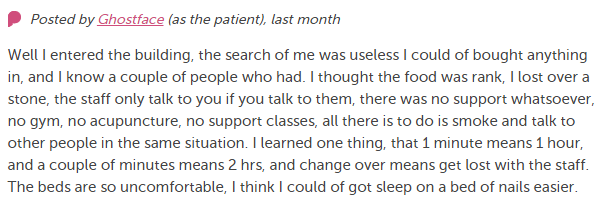 Posted by Ghostface (as the patient), last month
Well I entered the building, the search of me was useless I could of bought anything
in, and I know a couple of people who had. I thought the food was rank, I lost over a
stone, the staff only talk to you if you talk to them, there was no support whatsoever,
no gym, no acupuncture, no support classes, all there is to do is smoke and talk to
other people in the same situation. I learned one thing, that 1 minute means 1 hour,
and a couple of minutes means 2 hrs, and change over means get lost with the staff.
The beds are so uncomfortable, I think I could of got sleep on a bed of nails easier.